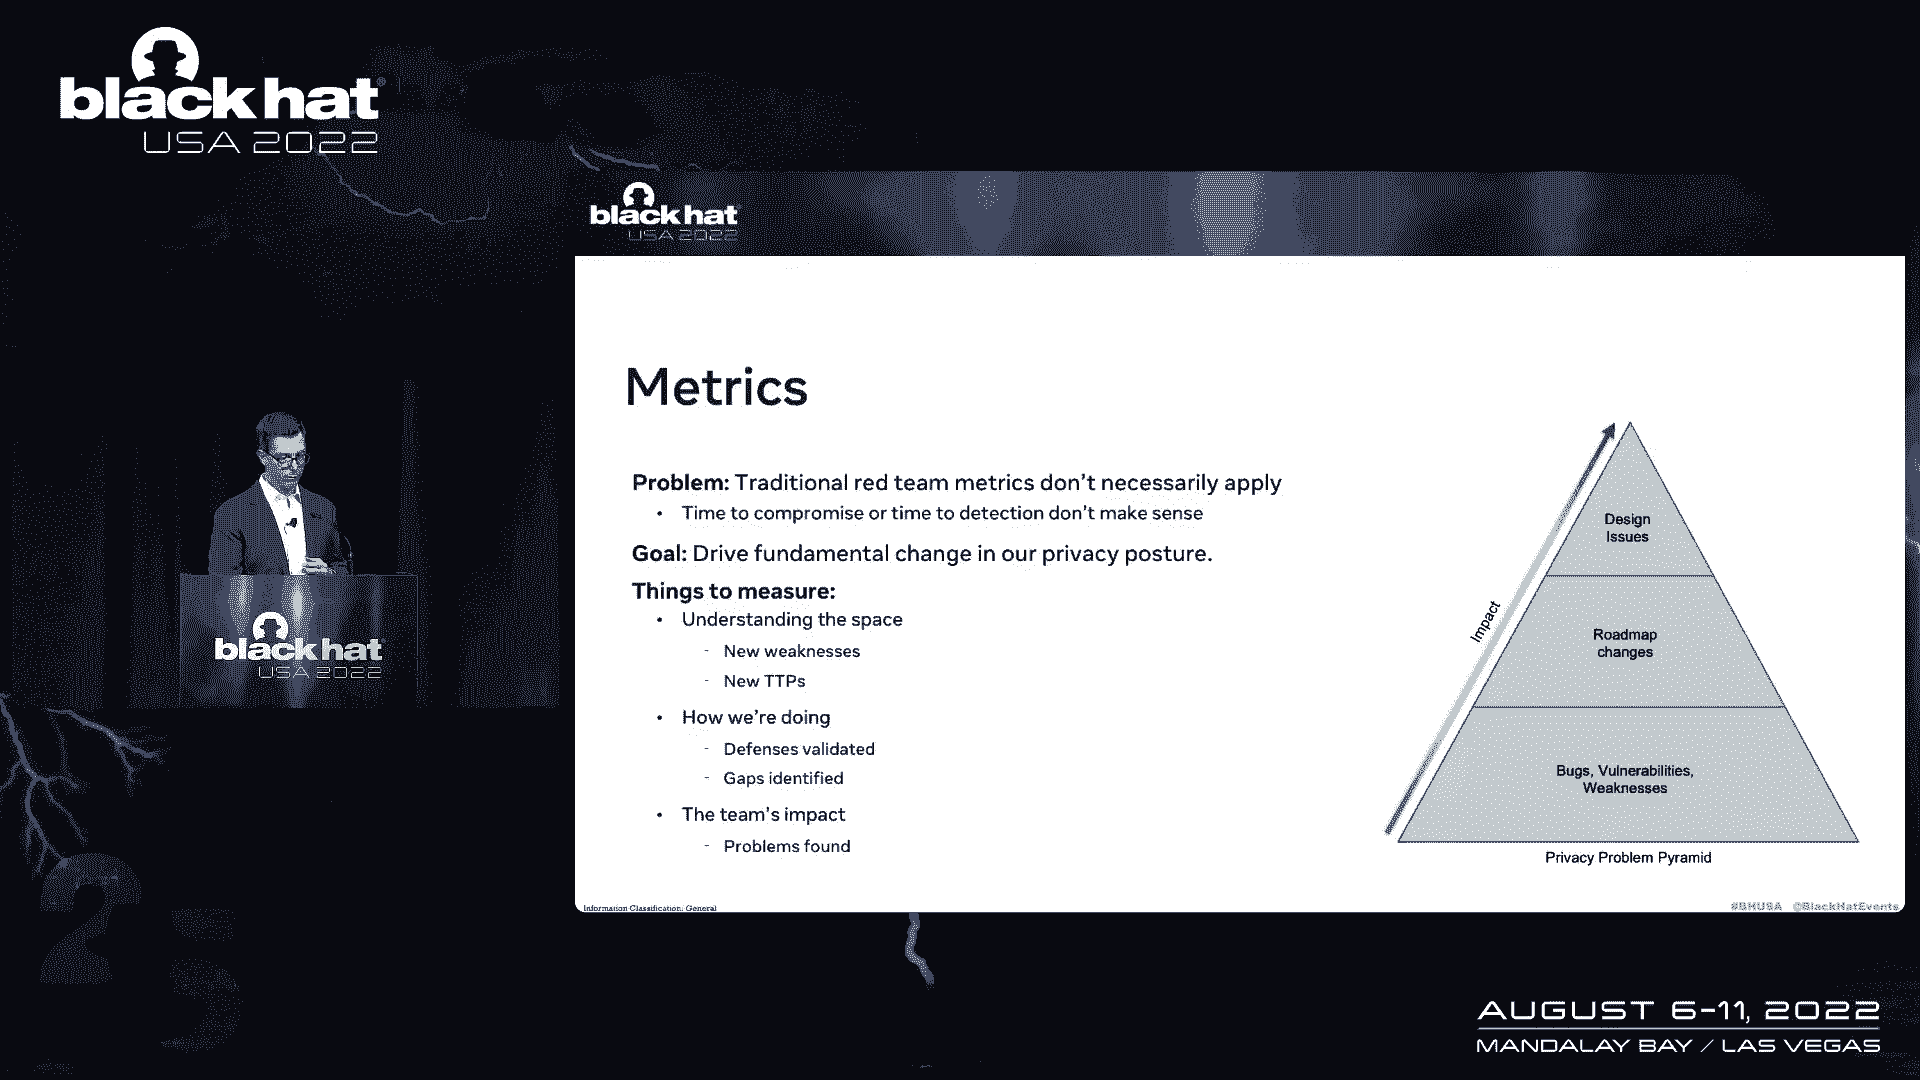 black hat
USA 2022
black hat
USA 2022
Metrics
Problem: Traditional red team metrics don't necessarily apply
• Time to compromise or time to detection don't make sense
Goal: Drive fundamental change in our privacy posture.
Things to measure:
• Understanding the space
- New weaknesses
- New TTPs
• How we're doing
- Defenses validated
- Gaps identified
• The team's impact
- Problems found
Impact
Design
Issues
Roadmap
changes
Bugs, Vulnerabilities,
Weaknesses
Privacy Problem Pyramid
Information Classification: General
#BHUSA @BlackHatEvents
black hat
USA 2022
25
AUGUST 6-11, 2022
MANDALAY BAY / LAS VEGAS